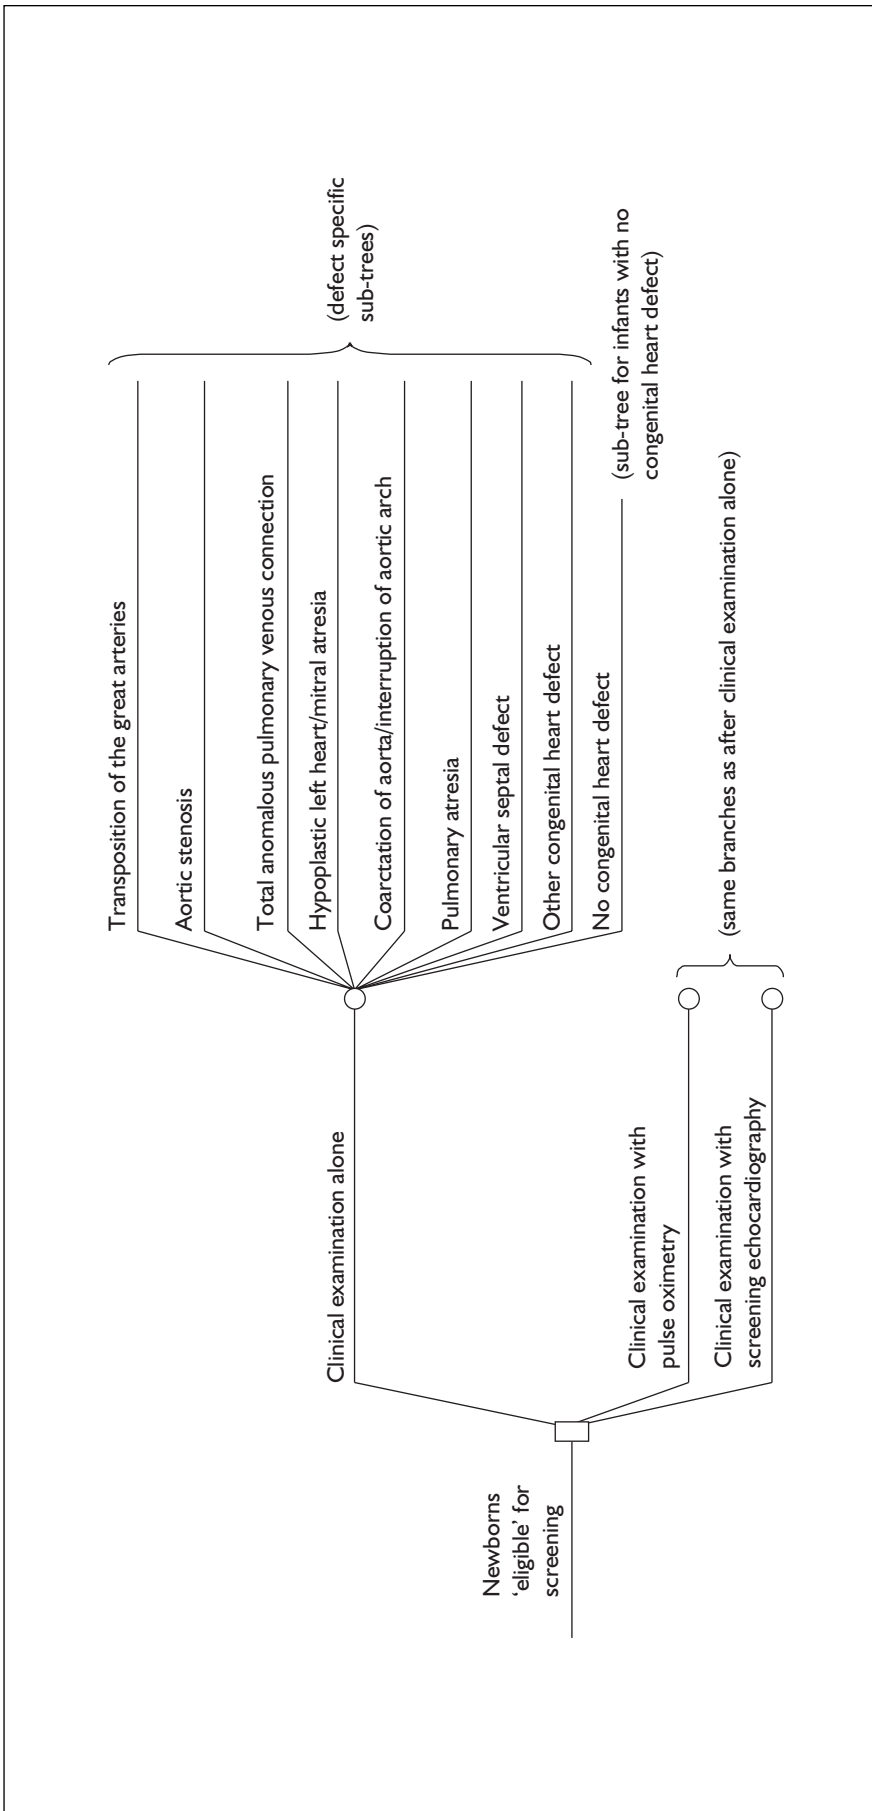 Newborns
‘eligible’ for
screening
Clinical examination alone
Clinical examination with
pulse oximetry
Clinical examination with
screening echocardiography
Transposition of the great arteries
Aortic stenosis
Total anomalous pulmonary venous connection
Hypoplastic left heart/mitral atresia
Coarctation of aorta/interruption of aortic arch
Pulmonary atresia
Ventricular septal defect
Other congenital heart defect
No congenital heart defect
(defect specific
sub-trees)
(sub-tree for infants with no
congenital heart defect)
(same branches as after clinical examination alone)